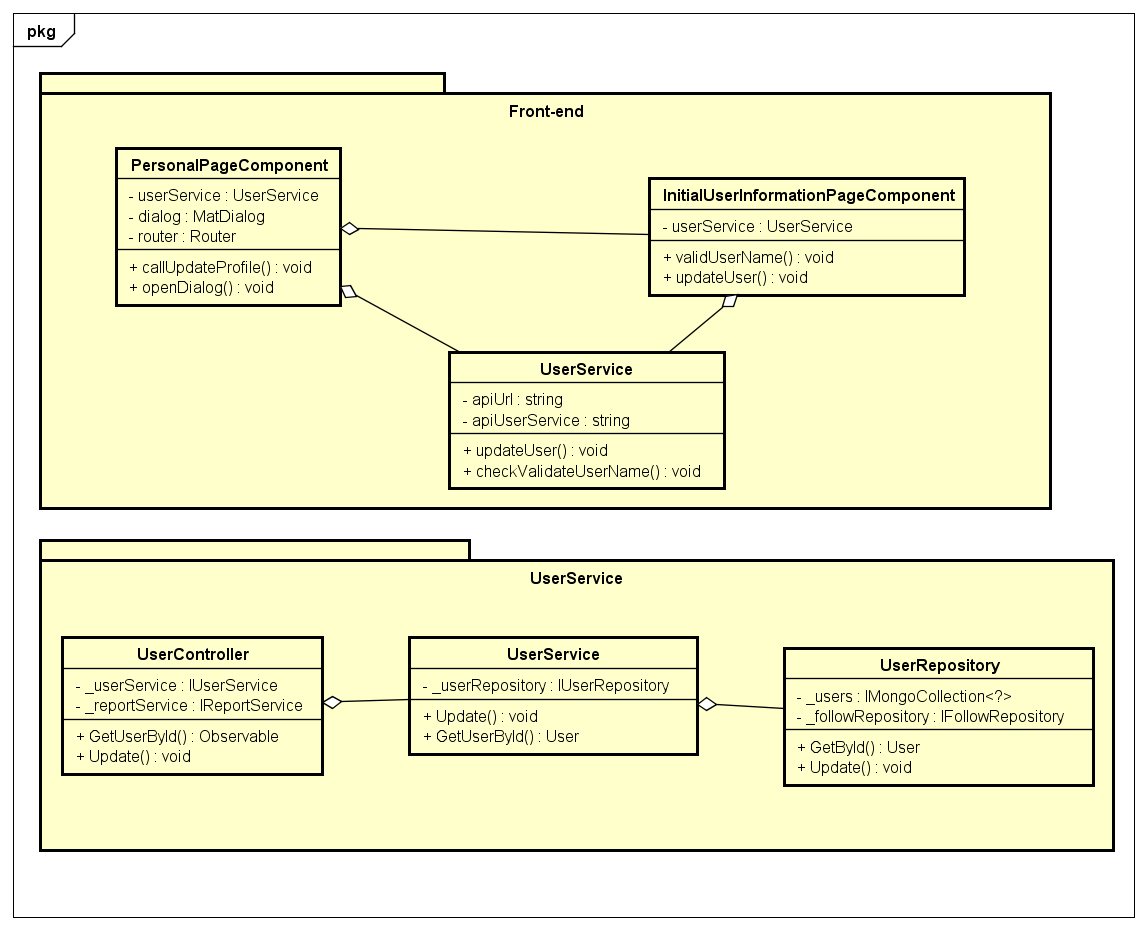 pkg
Front-end
PersonalPageComponent
- userService : UserService
- dialog : MatDialog
- router : Router
+ callUpdateProfile() : void
+ openDialog() : void
InitialUserInformationPageComponent
- userService : UserService
+ validUserName() : void
+ updateUser() : void
UserService
- apiUrl : string
- apiUserService : string
+ updateUser() : void
+ checkValidateUserName() : void
UserService
UserController
- _userService : IUserService
- _reportService : IReportService
+ GetUserById() : Observable
+ Update() : void
UserService
- _userRepository : IUserRepository
+ Update() : void
+ GetUserById() : User
UserRepository
- _users : IMongoCollection<?>
- _followRepository : IFollowRepository
+ GetById() : User
+ Update() : void